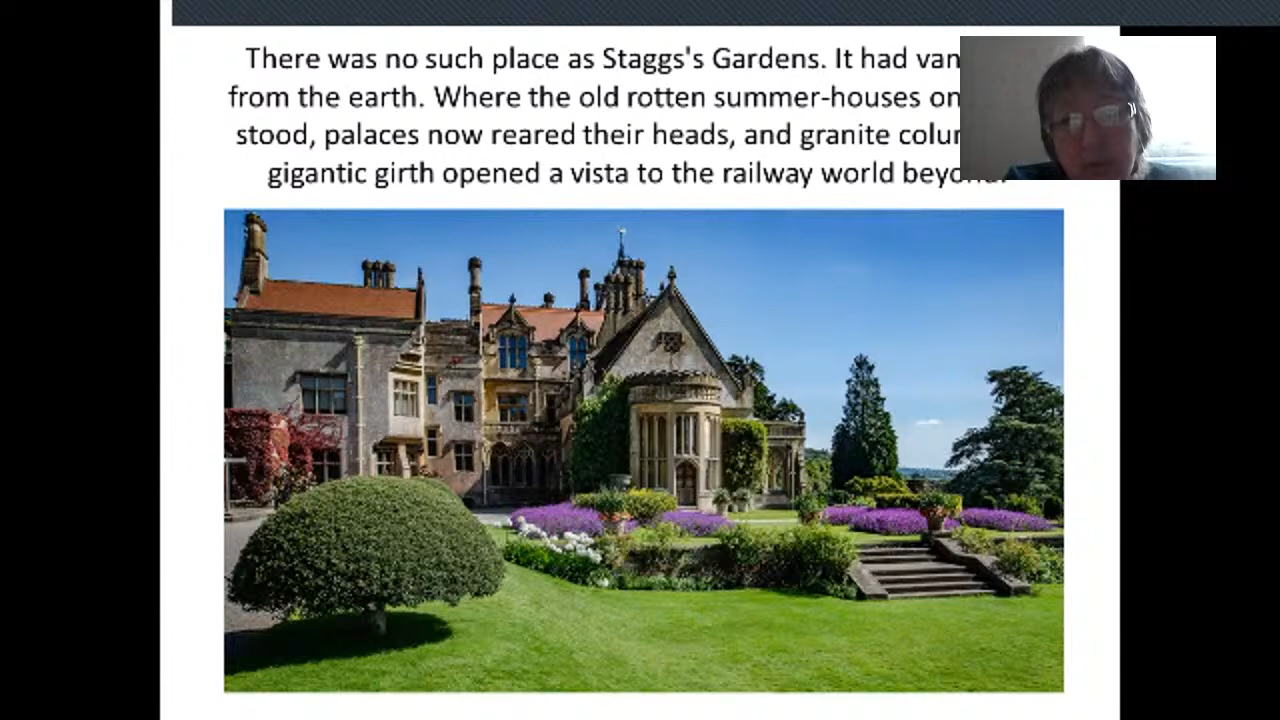 There was no such place as Staggs's Gardens. It had van
from the earth. Where the old rotten summer-houses on
stood, palaces now reared their heads, and granite colu
gigantic girth opened a vista to the railway world beyond.